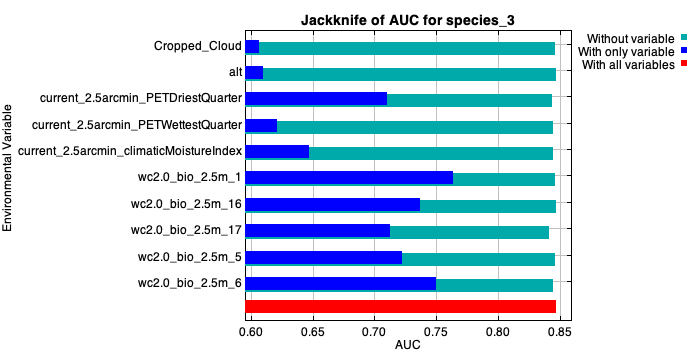 Jackknife of AUC for species_3
Without variable
With only variable
With all variables
Environmental Variable
Cropped_Cloud
alt
current_2.5arcmin_PETDriestQuarter
current_2.5arcmin_PETWettestQuarter
current_2.5arcmin_climaticMoistureIndex
wc2.0_bio_2.5m_1
wc2.0_bio_2.5m_16
wc2.0_bio_2.5m_17
wc2.0_bio_2.5m_5
wc2.0_bio_2.5m_6
0.60 0.65 0.70 0.75 0.80 0.85
AUC